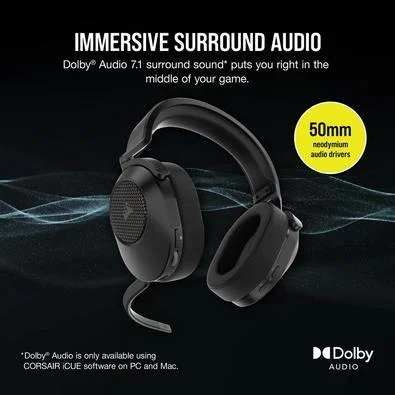 IMMERSIVE SURROUND AUDIO
Dolby® Audio 7.1 surround sound* puts you right in the
middle of your game.
50mm
neodymium
audio drivers
*Dolby® Audio is only available using
CORSAIR iCUE software on PC and Mac.
Dolby
AUDIO